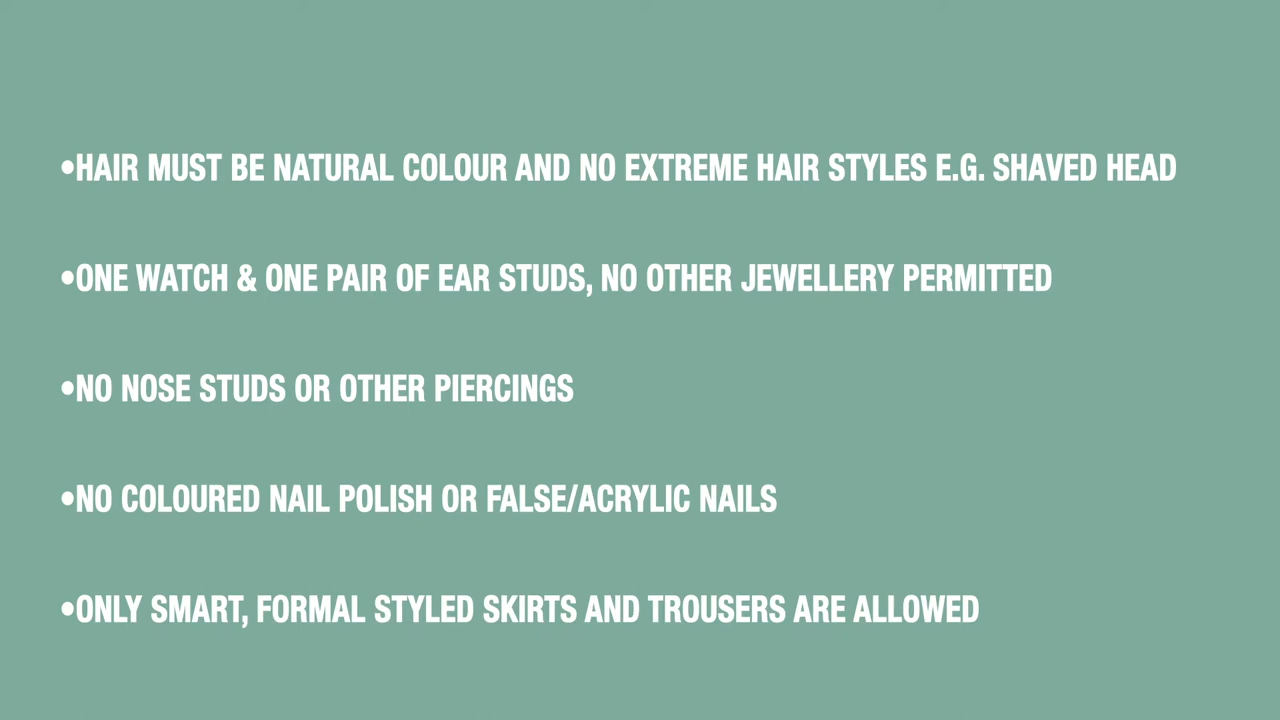 •HAIR MUST BE NATURAL COLOUR AND NO EXTREME HAIR STYLES E.G. SHAVED HEAD
•ONE WATCH & ONE PAIR OF EAR STUDS, NO OTHER JEWELLERY PERMITTED
•NO NOSE STUDS OR OTHER PIERCINGS
•NO COLOURED NAIL POLISH OR FALSE/ACRYLIC NAILS
•ONLY SMART, FORMAL STYLED SKIRTS AND TROUSERS ARE ALLOWED